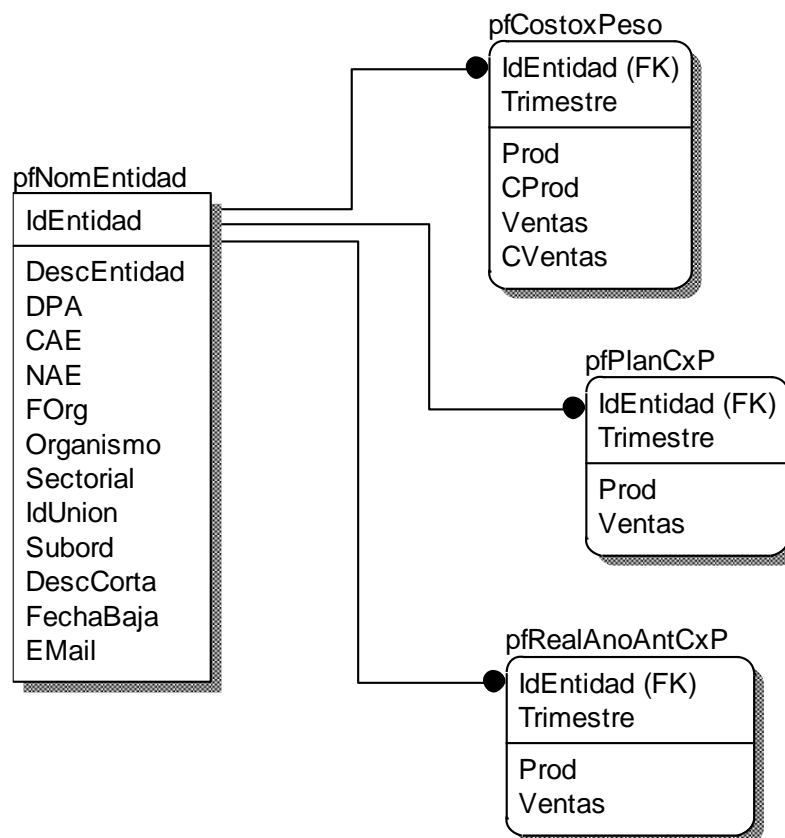 pfCostoxPeso
IdEntidad (FK)
Trimestre
Prod
CProd
Ventas
CVentas
pfNomEntidad
IdEntidad
DescEntidad
DPA
CAE
NAE
FOrg
Organismo
Sectorial
IdUnion
Subord
DescCorta
FechaBaja
EMail
pfPlanCxP
IdEntidad (FK)
Trimestre
Prod
Ventas
pfRealAnoAntCxP
IdEntidad (FK)
Trimestre
Prod
Ventas